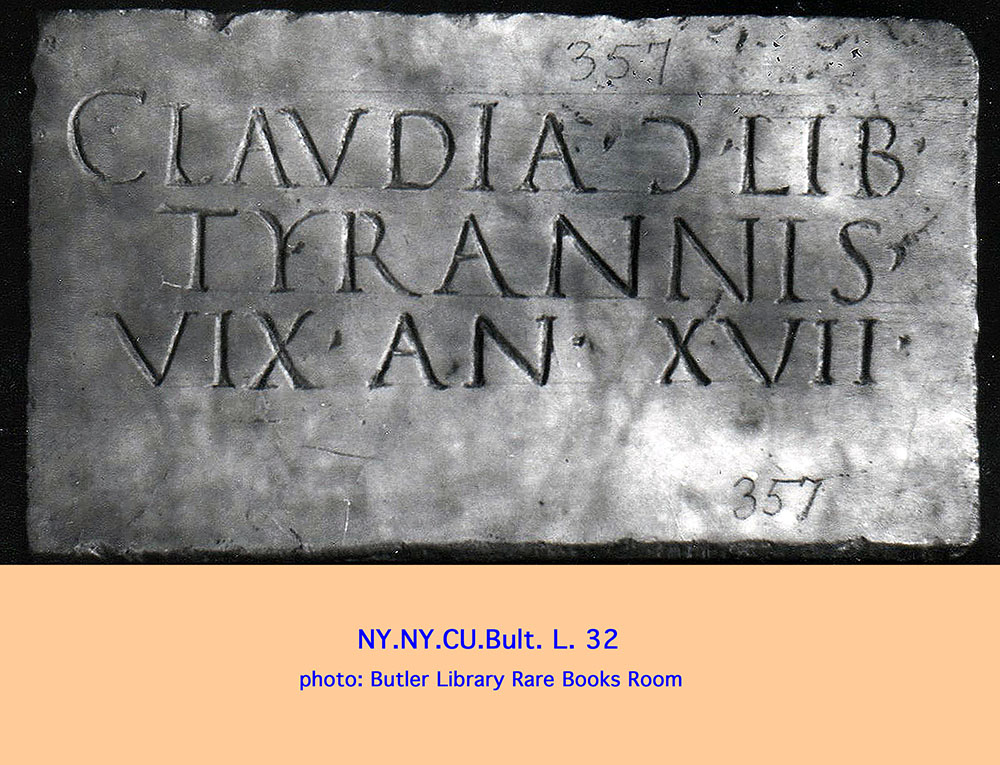 357
CLAVDIA · Ɔ · LIB ·
TYRANNIS ·
VIX · AN · XVII ·
357
NY.NY.CU.Bult. L. 32
photo: Butler Library Rare Books Room